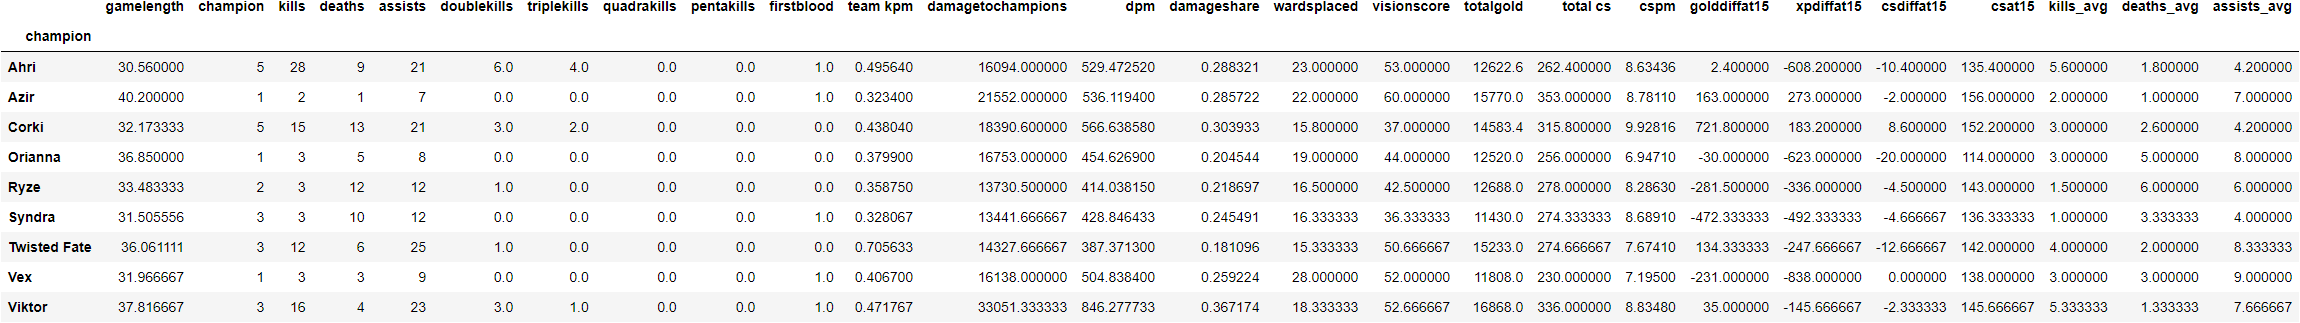 gamelength champion kills deaths assists doublekills triplekills quadrakills pentakills firstblood team kpm damagetochampions dpm damageshare wardsplaced visionscore totalgold total cs cspm golddiffat15 xpdiffat15 csdiffat15 csat15 kills_avg deaths_avg assists_avg
champion
Ahri 30.560000 5 28 9 21 6.0 4.0 0.0 0.0 1.0 0.495640 16094.000000 529.472520 0.288321 23.000000 53.000000 12622.6 262.400000 8.63436 2.400000 -608.200000 -10.400000 135.400000 5.600000 1.800000 4.200000
Azir 40.200000 1 2 1 7 0.0 0.0 0.0 0.0 1.0 0.323400 21552.000000 536.119400 0.285722 22.000000 60.000000 15770.0 353.000000 8.78110 163.000000 273.000000 -2.000000 156.000000 2.000000 1.000000 7.000000
Corki 32.173333 5 15 13 21 3.0 2.0 0.0 0.0 0.0 0.438040 18390.600000 566.638580 0.303933 15.800000 37.000000 14583.4 315.800000 9.92816 721.800000 183.200000 8.600000 152.200000 3.000000 2.600000 4.200000
Orianna 36.850000 1 3 5 8 0.0 0.0 0.0 0.0 0.0 0.379900 16753.000000 454.626900 0.204544 19.000000 44.000000 12520.0 256.000000 6.94710 -30.000000 -623.000000 -20.000000 114.000000 3.000000 5.000000 8.000000
Ryze 33.483333 2 3 12 12 1.0 0.0 0.0 0.0 0.0 0.358750 13730.500000 414.038150 0.218697 16.500000 42.500000 12688.0 278.000000 8.28630 -281.500000 -336.000000 -4.500000 143.000000 1.500000 6.000000 6.000000
Syndra 31.505556 3 3 10 12 0.0 0.0 0.0 0.0 1.0 0.328067 13441.666667 428.846433 0.245491 16.333333 36.333333 11430.0 274.333333 8.68910 -472.333333 -492.333333 -4.666667 136.333333 1.000000 3.333333 4.000000
Twisted Fate 36.061111 3 12 6 25 1.0 0.0 0.0 0.0 0.0 0.705633 14327.666667 387.371300 0.181096 15.333333 50.666667 15233.0 274.666667 7.67410 134.333333 -247.666667 -12.666667 142.000000 4.000000 2.000000 8.333333
Vex 31.966667 1 3 3 9 0.0 0.0 0.0 0.0 1.0 0.406700 16138.000000 504.838400 0.259224 28.000000 52.000000 11808.0 230.000000 7.19500 -231.000000 -838.000000 0.000000 138.000000 3.000000 3.000000 9.000000
Viktor 37.816667 3 16 4 23 3.0 1.0 0.0 0.0 1.0 0.471767 33051.333333 846.277733 0.367174 18.333333 52.666667 16868.0 336.000000 8.83480 35.000000 -145.666667 -2.333333 145.666667 5.333333 1.333333 7.666667